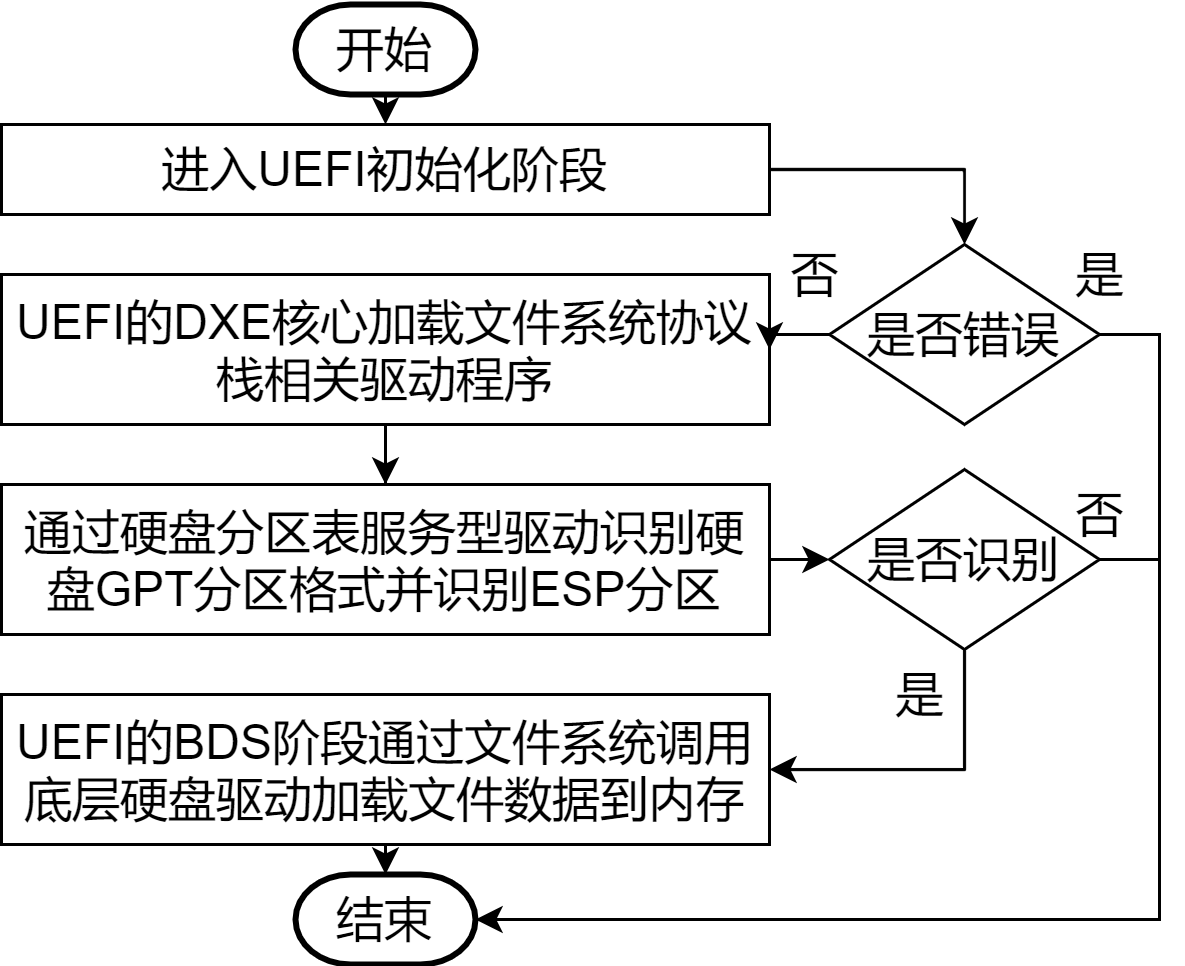 开始
进入UEFI初始化阶段
否
是
是否错误
UEFI的DXE核心加载文件系统协议
栈相关驱动程序
通过硬盘分区表服务型驱动识别硬
盘GPT分区格式并识别ESP分区
否
是否识别
是
UEFI的BDS阶段通过文件系统调用
底层硬盘驱动加载文件数据到内存
结束